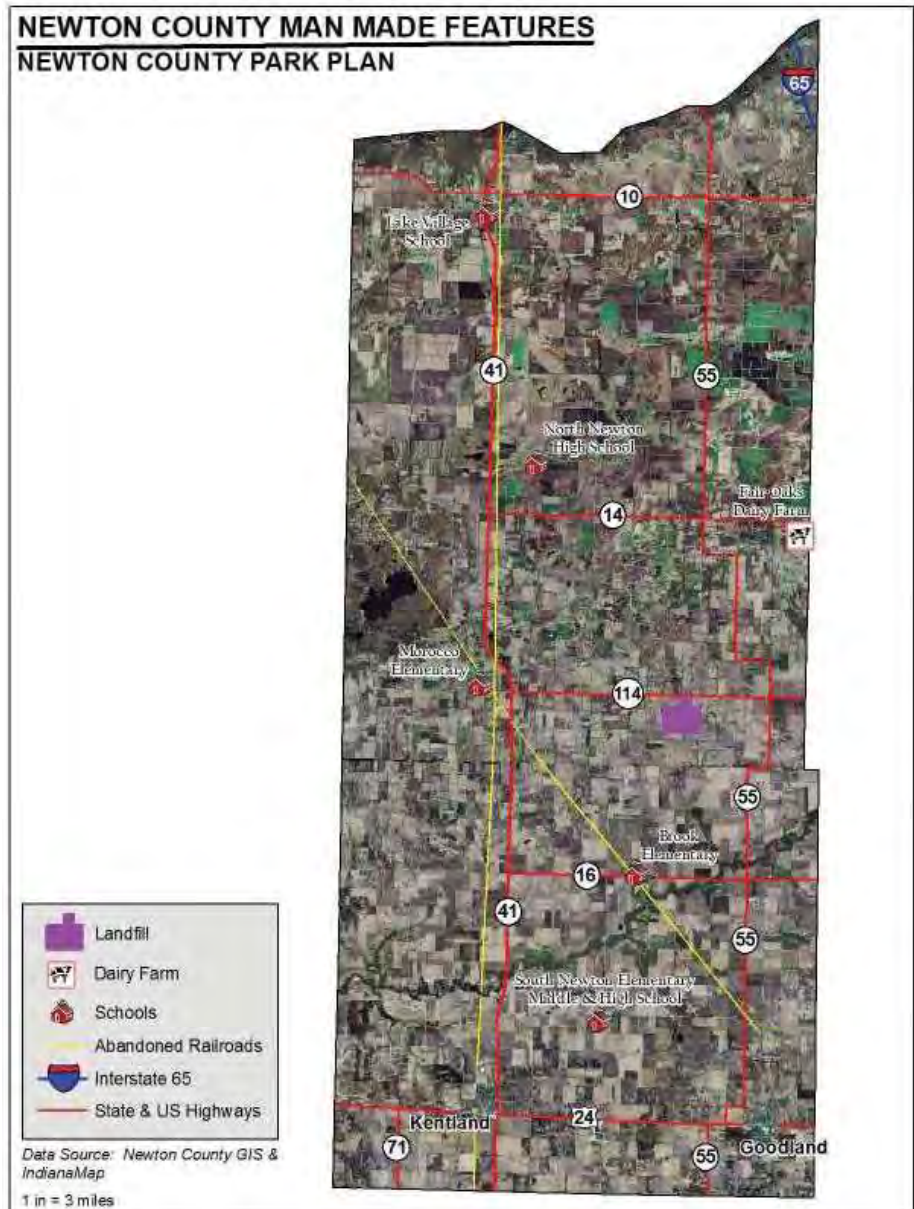 NEWTON COUNTY MAN MADE FEATURES
NEWTON COUNTY PARK PLAN
65
10
Lake Village
School
41
55
North Newton
High School
Fair Oaks
Dairy Farm
14
Morocco
Elementary
114
55
Brook
Elementary
16
41
55
South Newton Elementary
Middle & High School
Kentland
24
Goodland
71
55
Landfill
Dairy Farm
Schools
Abandoned Railroads
Interstate 65
State & US Highways
Data Source: Newton County GIS &
IndianaMap
1 in = 3 miles